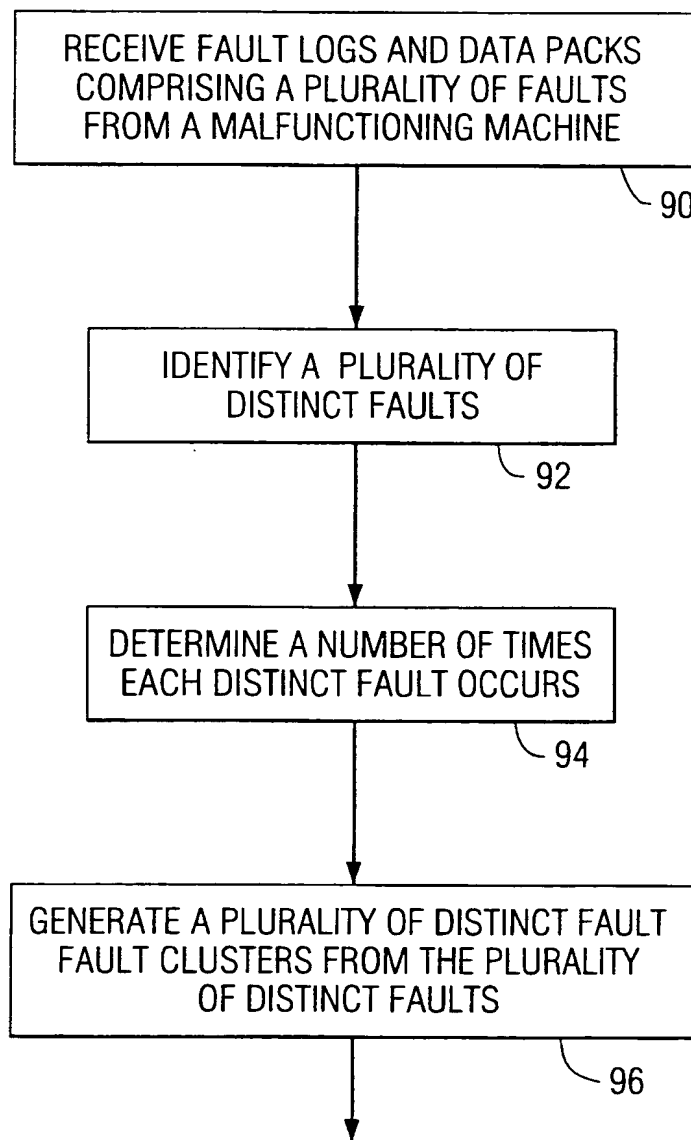 RECEIVE FAULT LOGS AND DATA PACKS
COMPRISING A PLURALITY OF FAULTS
FROM A MALFUNCTIONING MACHINE
90
IDENTIFY A PLURALITY OF
DISTINCT FAULTS
92
DETERMINE A NUMBER OF TIMES
EACH DISTINCT FAULT OCCURS
94
GENERATE A PLURALITY OF DISTINCT FAULT
FAULT CLUSTERS FROM THE PLURALITY
OF DISTINCT FAULTS
96